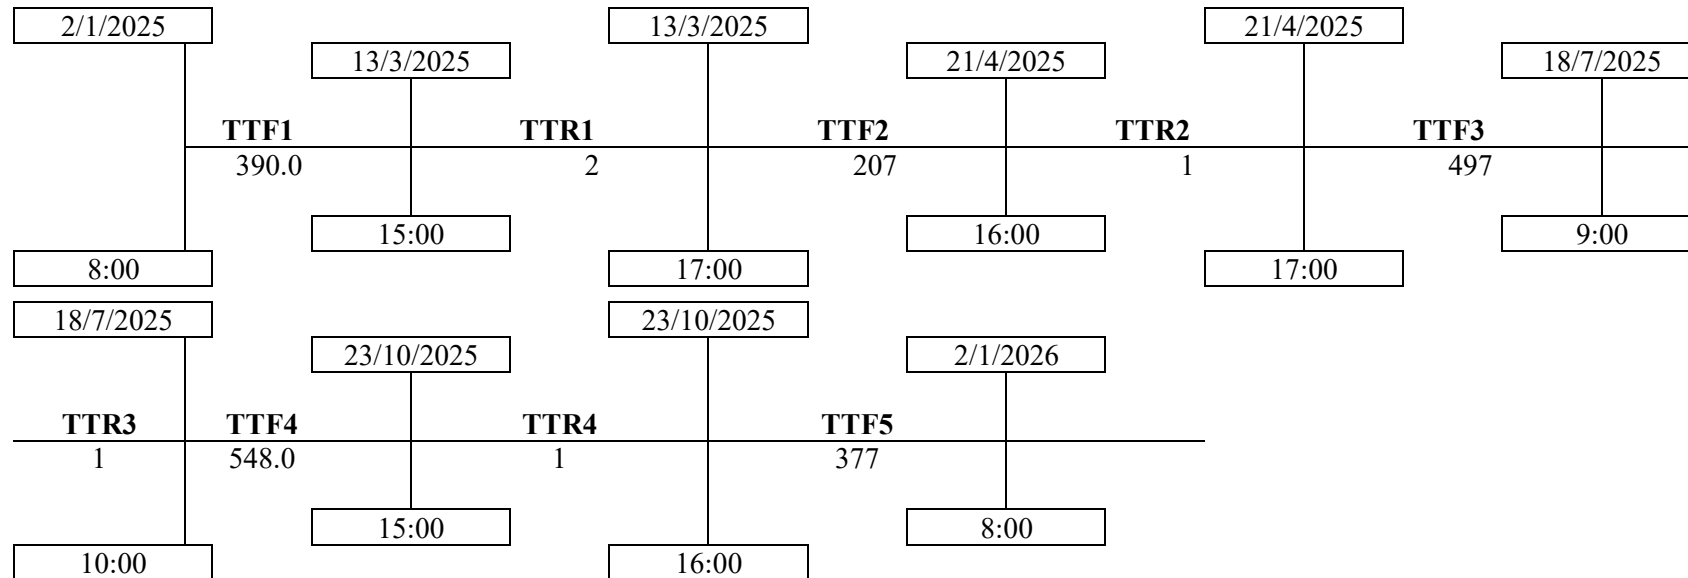 2/1/2025 13/3/2025 21/4/2025
13/3/2025 21/4/2025 18/7/2025
TTF1 TTR1 TTF2 TTR2 TTF3
390.0 2 207 1 497
15:00 16:00 9:00
8:00 17:00 17:00
18/7/2025 23/10/2025
23/10/2025 2/1/2026
TTR3 TTF4 TTR4 TTF5
1 548.0 1 377
15:00 8:00
10:00 16:00